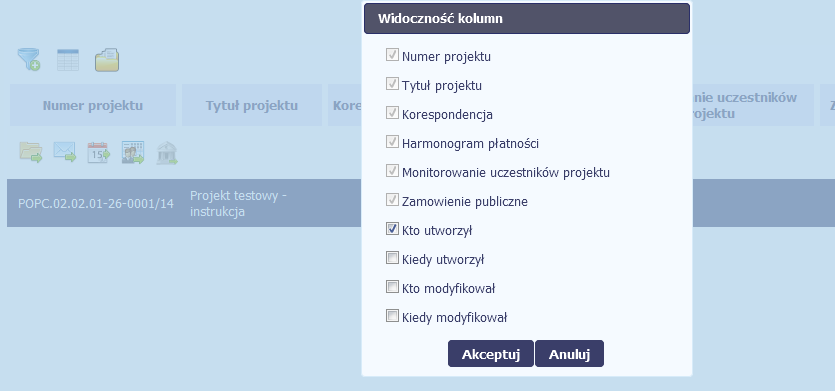 Widoczność kolumn
Numer projektu
Tytuł projektu
Korespondencja
Harmonogram płatności
Monitorowanie uczestników projektu
Zamowienie publiczne
Kto utworzył
Kiedy utworzył
Kto modyfikował
Kiedy modyfikował
Akceptuj Anuluj
Numer projektu
Tytuł projektu
Kore
nie uczestników
rojektu
15
POPC.02.02.01-26-0001/14
Projekt testowy -
instrukcja